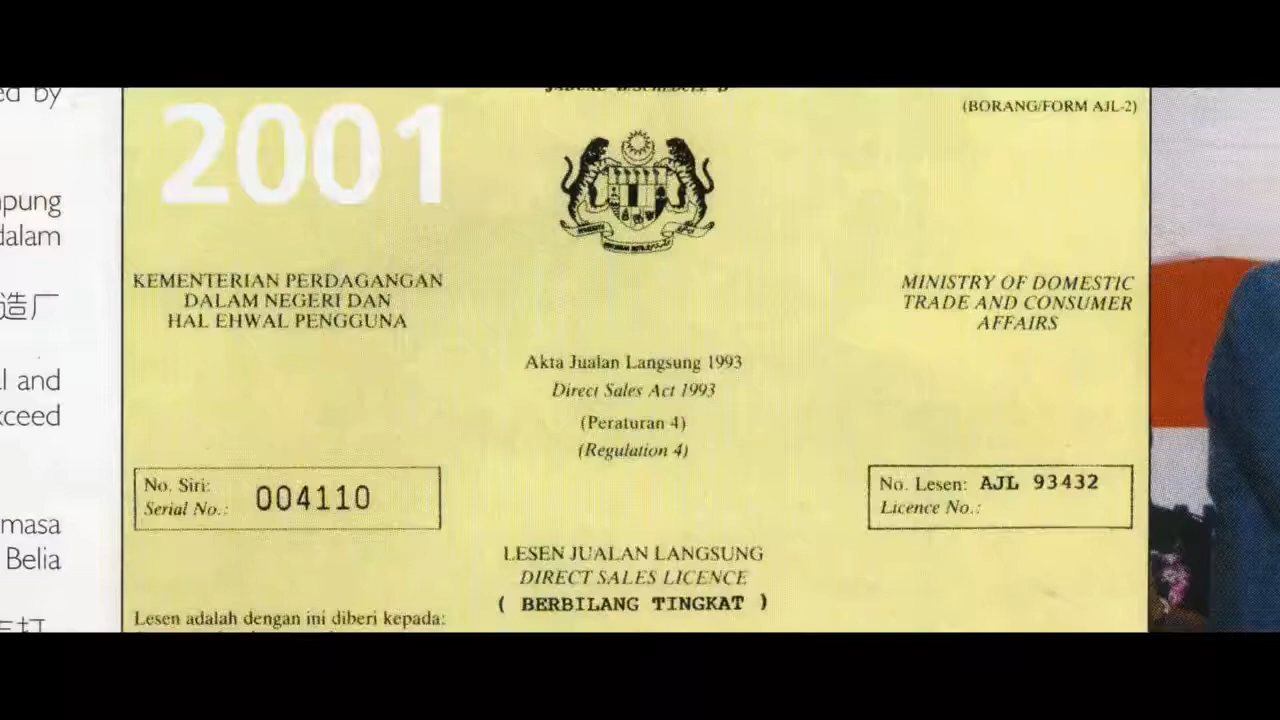 ed by
pung
dalam
造厂
l and
xceed
masa
Belia
2001
(BORANG/FORM AJL-2)
KEMENTERIAN PERDAGANGAN
DALAM NEGERI DAN
HAL EHWAL PENGGUNA
MINISTRY OF DOMESTIC
TRADE AND CONSUMER
AFFAIRS
Akta Jualan Langsung 1993
Direct Sales Act 1993
(Peraturan 4)
(Regulation 4)
No. Siri:
Serial No.: 004110
No. Lesen: AJL 93432
Licence No.:
LESEN JUALAN LANGSUNG
DIRECT SALES LICENCE
( BERBILANG TINGKAT )
Lesen adalah dengan ini diberi kepada: